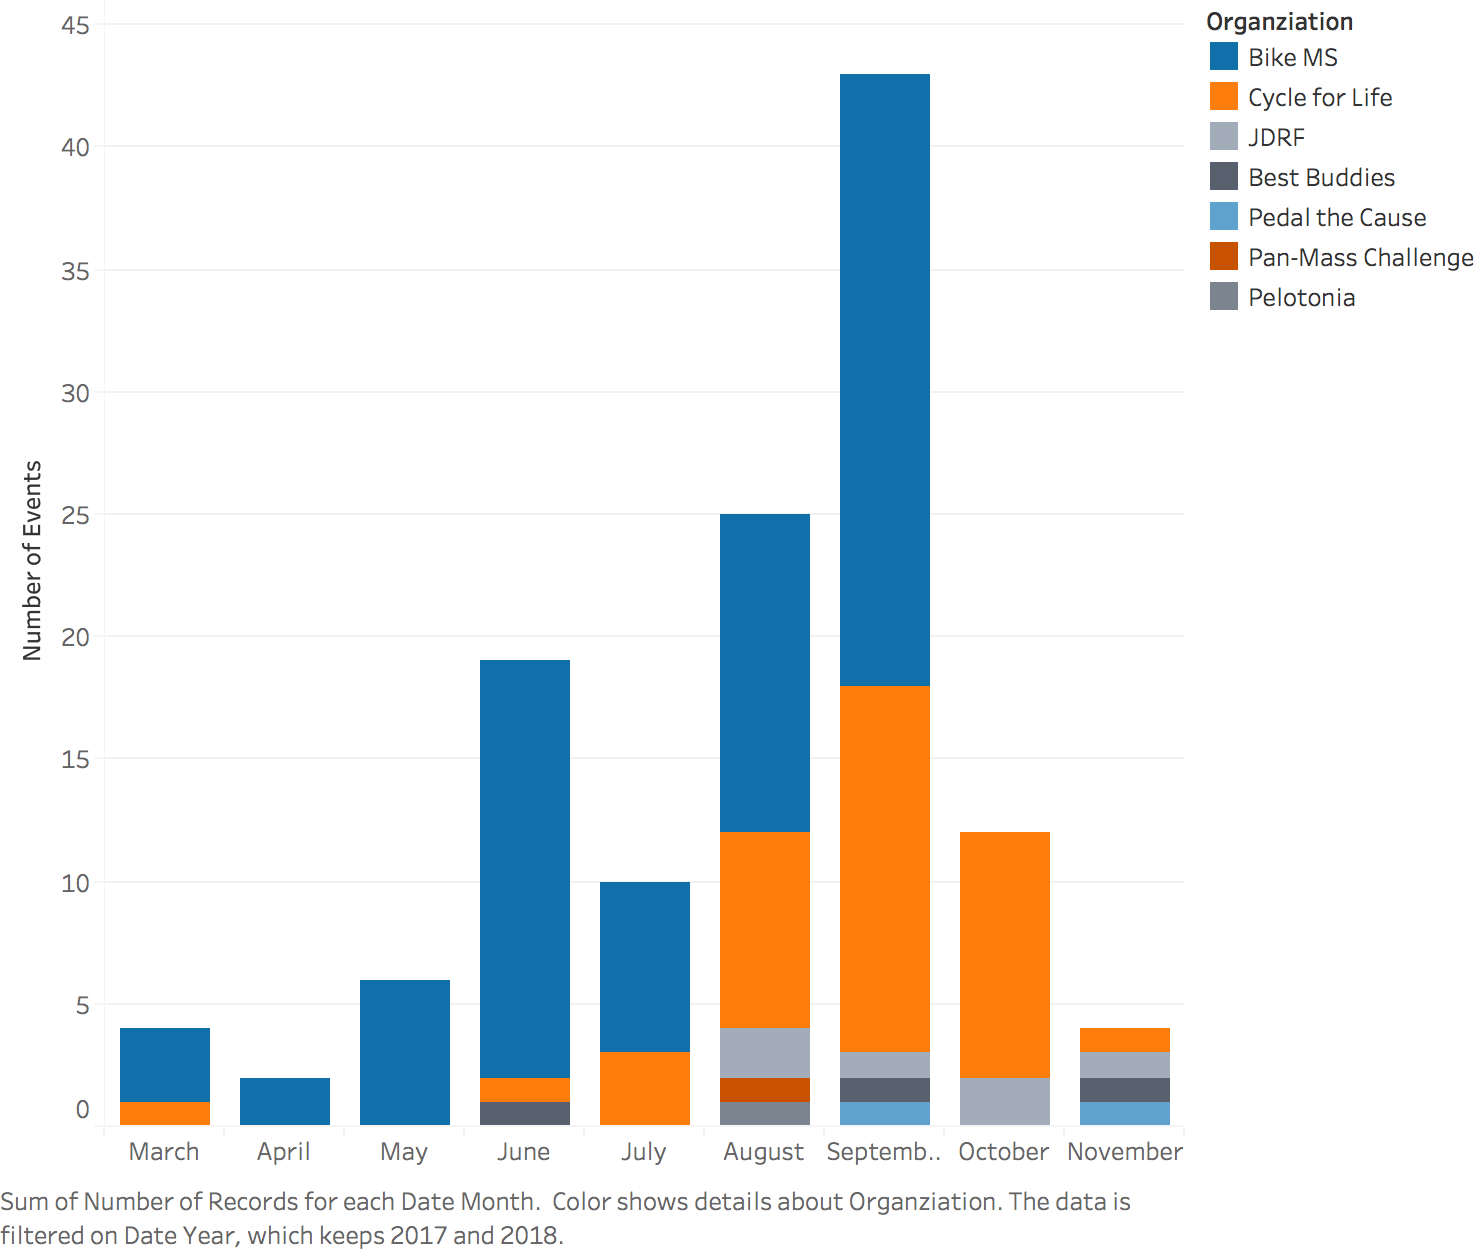 Organziation
Bike MS
Cycle for Life
JDRF
Best Buddies
Pedal the Cause
Pan-Mass Challenge
Pelotonia
Number of Events
45
40
35
30
25
20
15
10
5
0
March April May June July August Septemb.. October November
Sum of Number of Records for each Date Month.  Color shows details about Organziation. The data is
filtered on Date Year, which keeps 2017 and 2018.